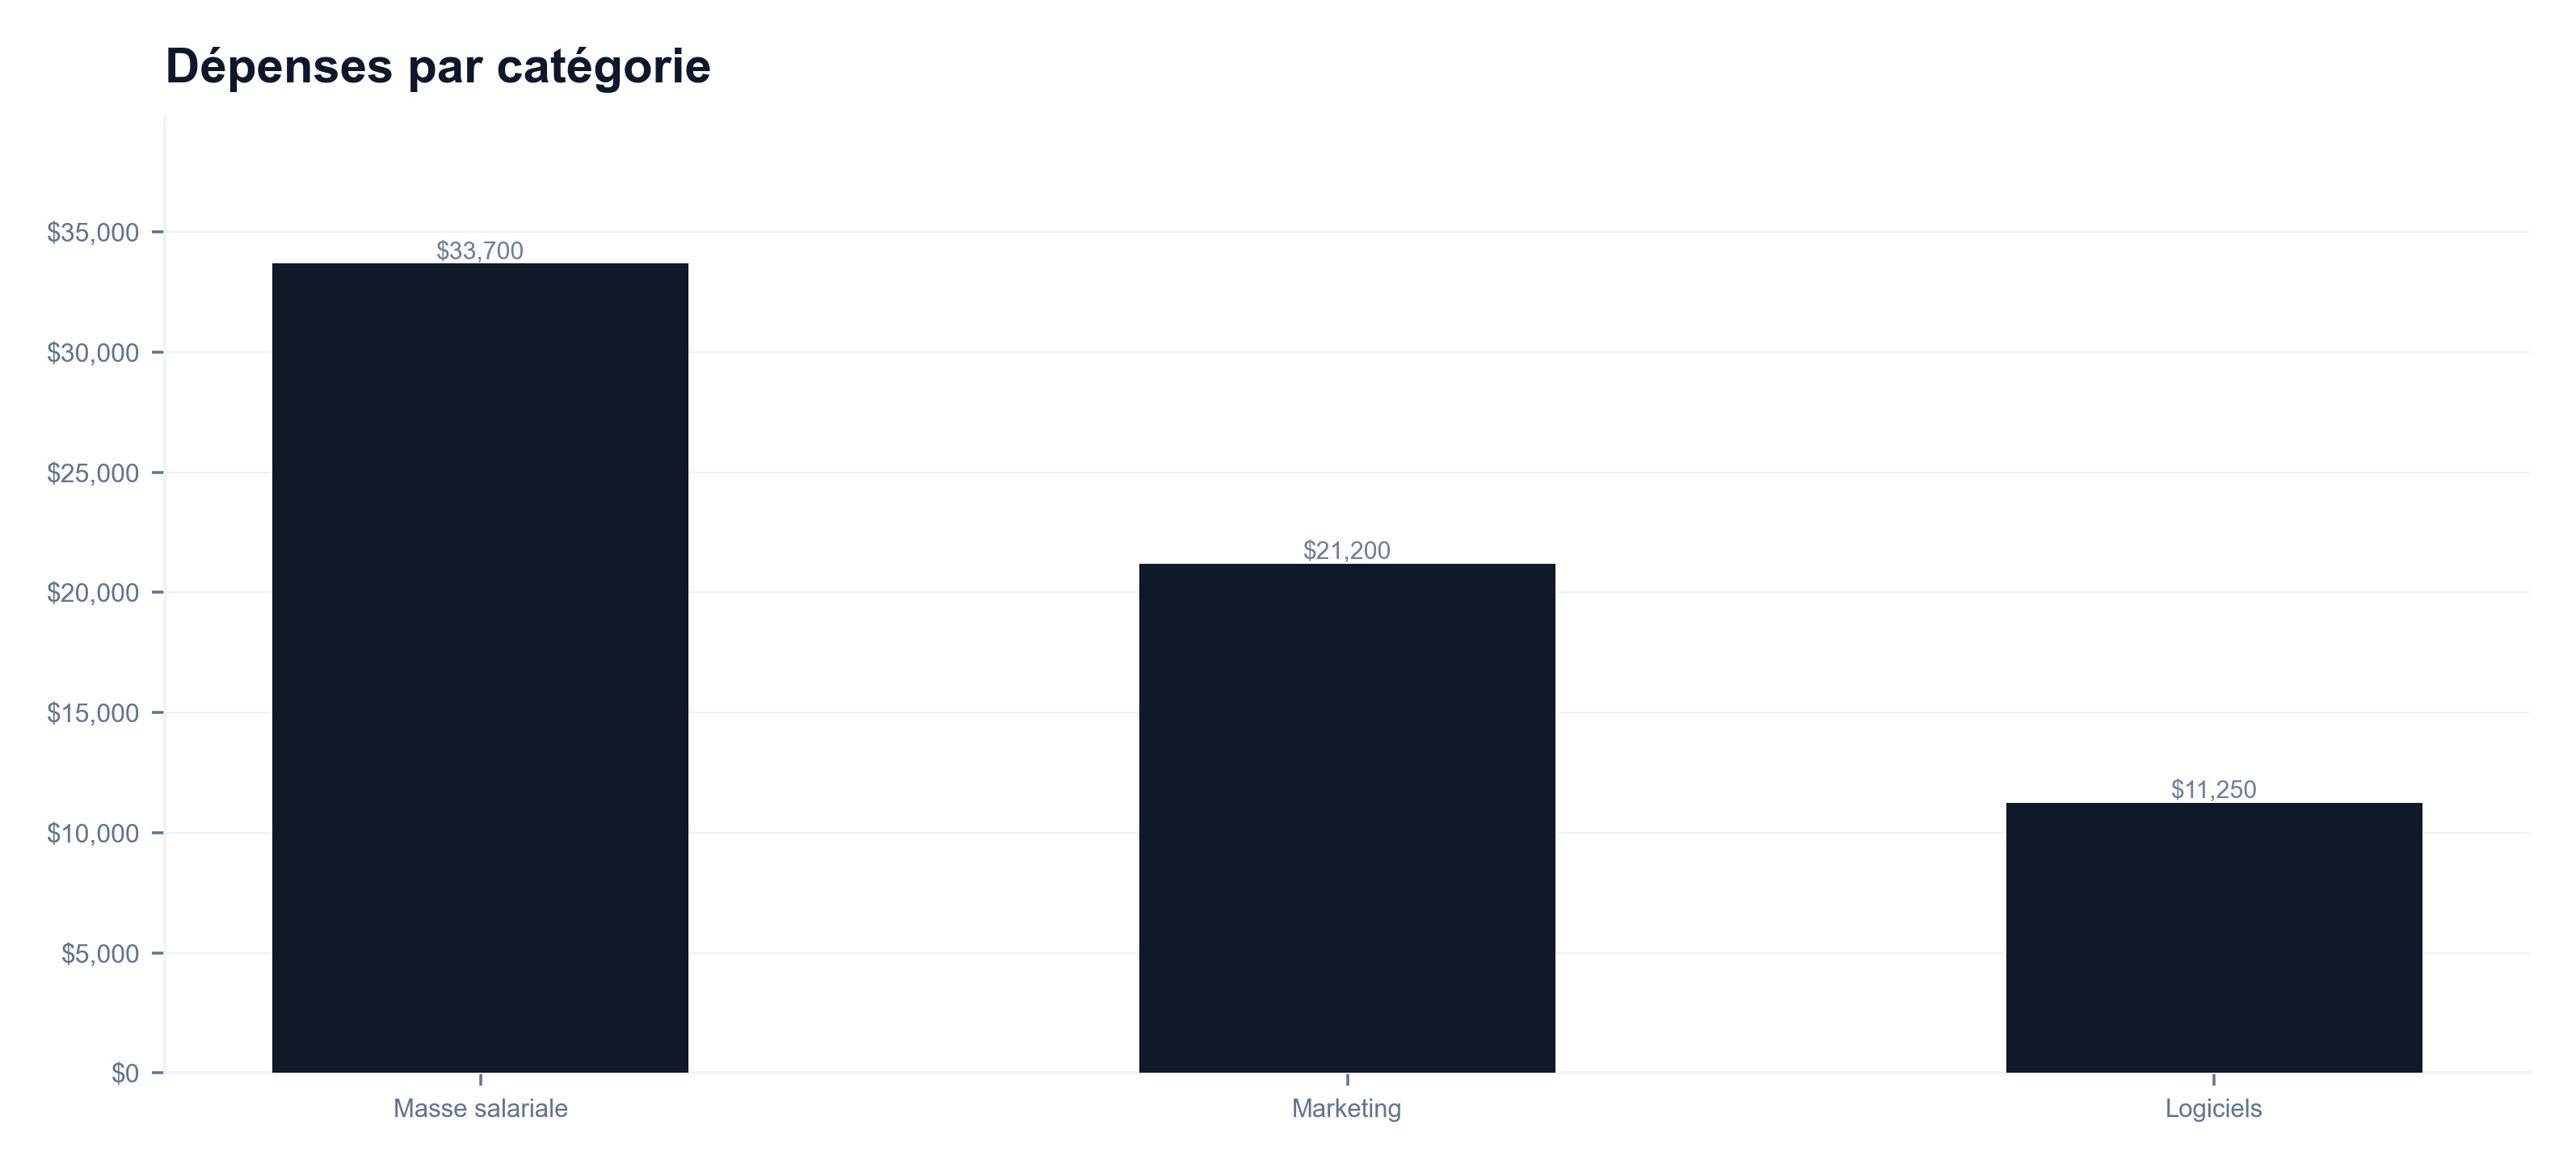 Dépenses par catégorie
$35,000
$33,700
$30,000
$25,000
$21,200
$20,000
$15,000
$11,250
$10,000
$5,000
$0
Masse salariale
Marketing
Logiciels